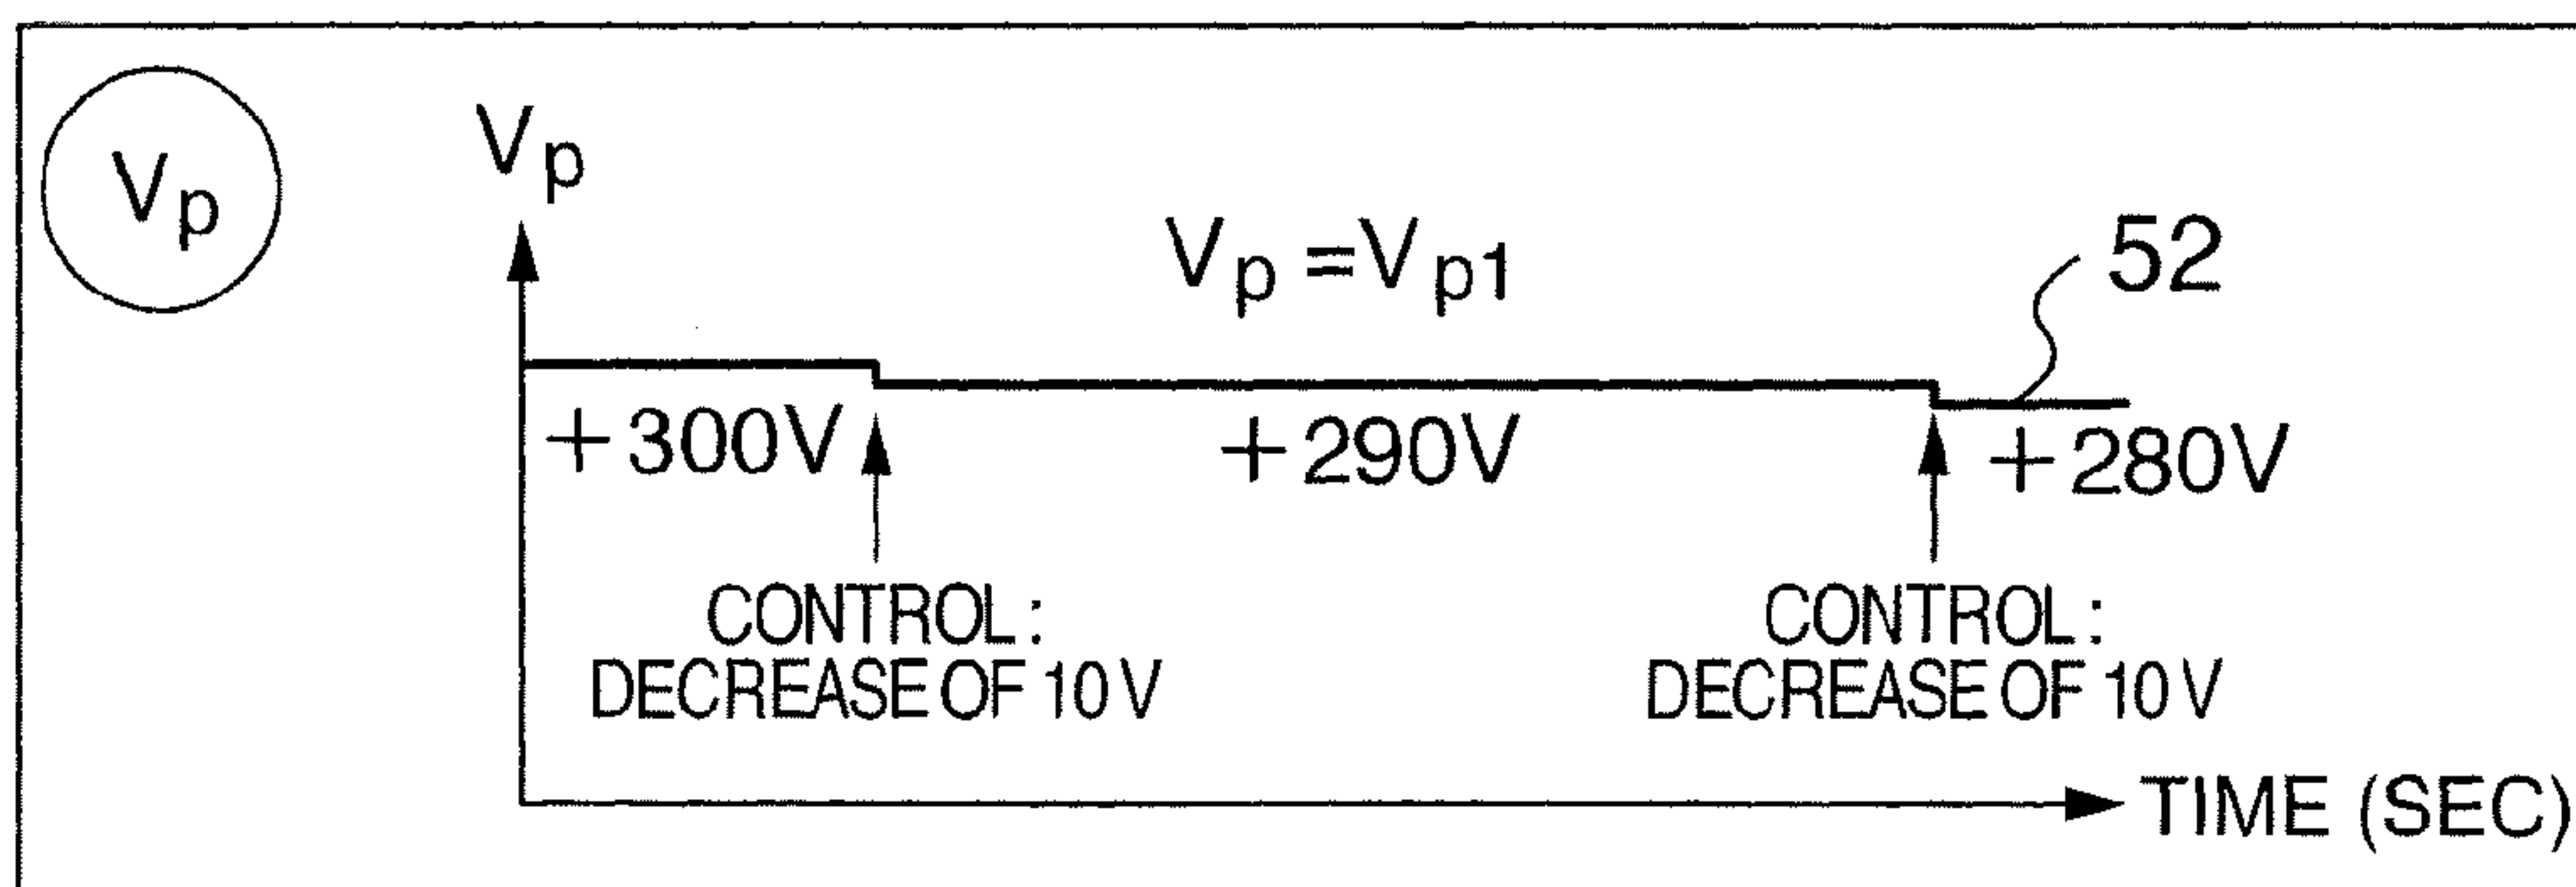 Vp
Vp
Vp = Vp1
52
+300V
+290V
+280V
CONTROL:
DECREASE OF 10 V
CONTROL:
DECREASE OF 10 V
TIME (SEC)